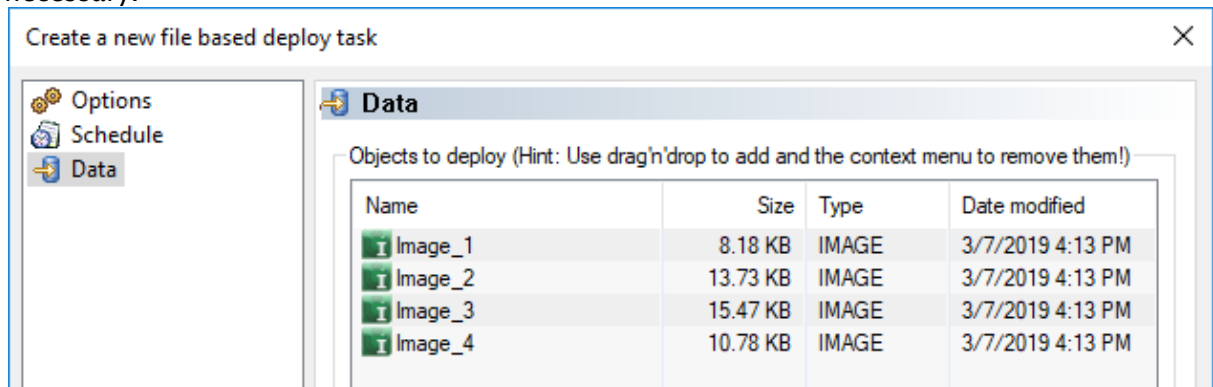 necessary.
Create a new file based deploy task
Options
Schedule
Data
Data
Objects to deploy (Hint: Use drag'n'drop to add and the context menu to remove them!)
Name Size Type Date modified
Image_1 8.18 KB IMAGE 3/7/2019 4:13 PM
Image_2 13.73 KB IMAGE 3/7/2019 4:13 PM
Image_3 15.47 KB IMAGE 3/7/2019 4:13 PM
Image_4 10.78 KB IMAGE 3/7/2019 4:13 PM